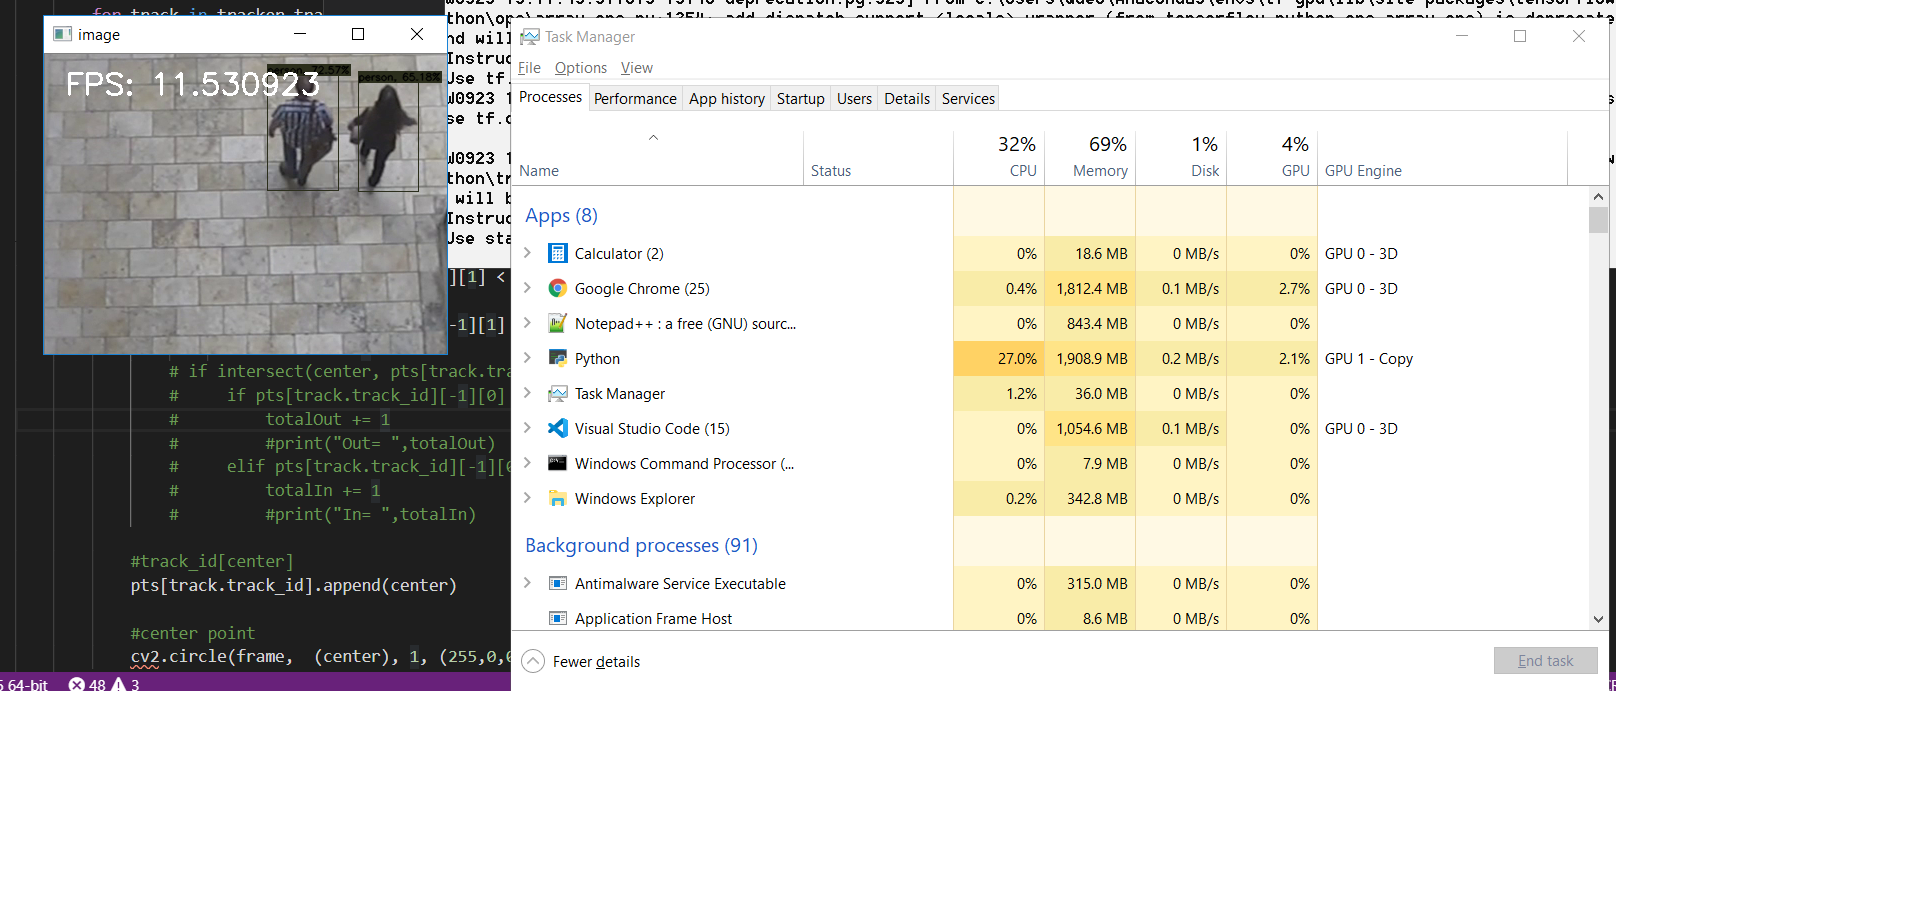 for track in tracker.tra
image
FPS: 11.530923
person, 72.57%
person, 65.18%
nd will
Instruc
Use tf.
W0923 1
se tf.c
W0923 1
thon\tr
will b
Instruc
Use sta
][1] <
-1][1]
# if intersect(center, pts[track.tra
# if pts[track.track_id][-1][0]
# totalOut += 1
# #print("Out= ",totalOut)
# elif pts[track.track_id][-1][0
# totalIn += 1
# #print("In= ",totalIn)
#track_id[center]
pts[track.track_id].append(center)
#center point
cv2.circle(frame, (center), 1, (255,0,0
64-bit 48 3
Task Manager
File Options View
Processes Performance App history Startup Users Details Services
32% 69% 1% 4%
Name Status CPU Memory Disk GPU GPU Engine
Apps (8)
Calculator (2) 0% 18.6 MB 0 MB/s 0% GPU 0 - 3D
Google Chrome (25) 0.4% 1,812.4 MB 0.1 MB/s 2.7% GPU 0 - 3D
Notepad++ : a free (GNU) sourc... 0% 843.4 MB 0 MB/s 0%
Python 27.0% 1,908.9 MB 0.2 MB/s 2.1% GPU 1 - Copy
Task Manager 1.2% 36.0 MB 0 MB/s 0%
Visual Studio Code (15) 0% 1,054.6 MB 0.1 MB/s 0% GPU 0 - 3D
Windows Command Processor (... 0% 7.9 MB 0 MB/s 0%
Windows Explorer 0.2% 342.8 MB 0 MB/s 0%
Background processes (91)
Antimalware Service Executable 0% 315.0 MB 0 MB/s 0%
Application Frame Host 0% 8.6 MB 0 MB/s 0%
Fewer details
End task